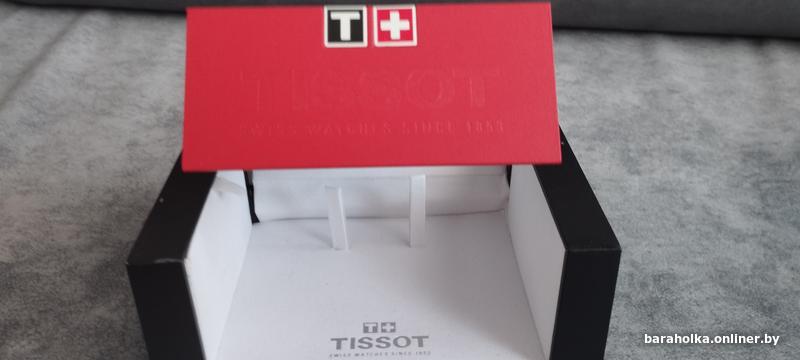 T+
TISSOT
SWISS WATCHES SINCE 1853
T+
TISSOT
SWISS WATCHES SINCE 1853
baraholka.onliner.by